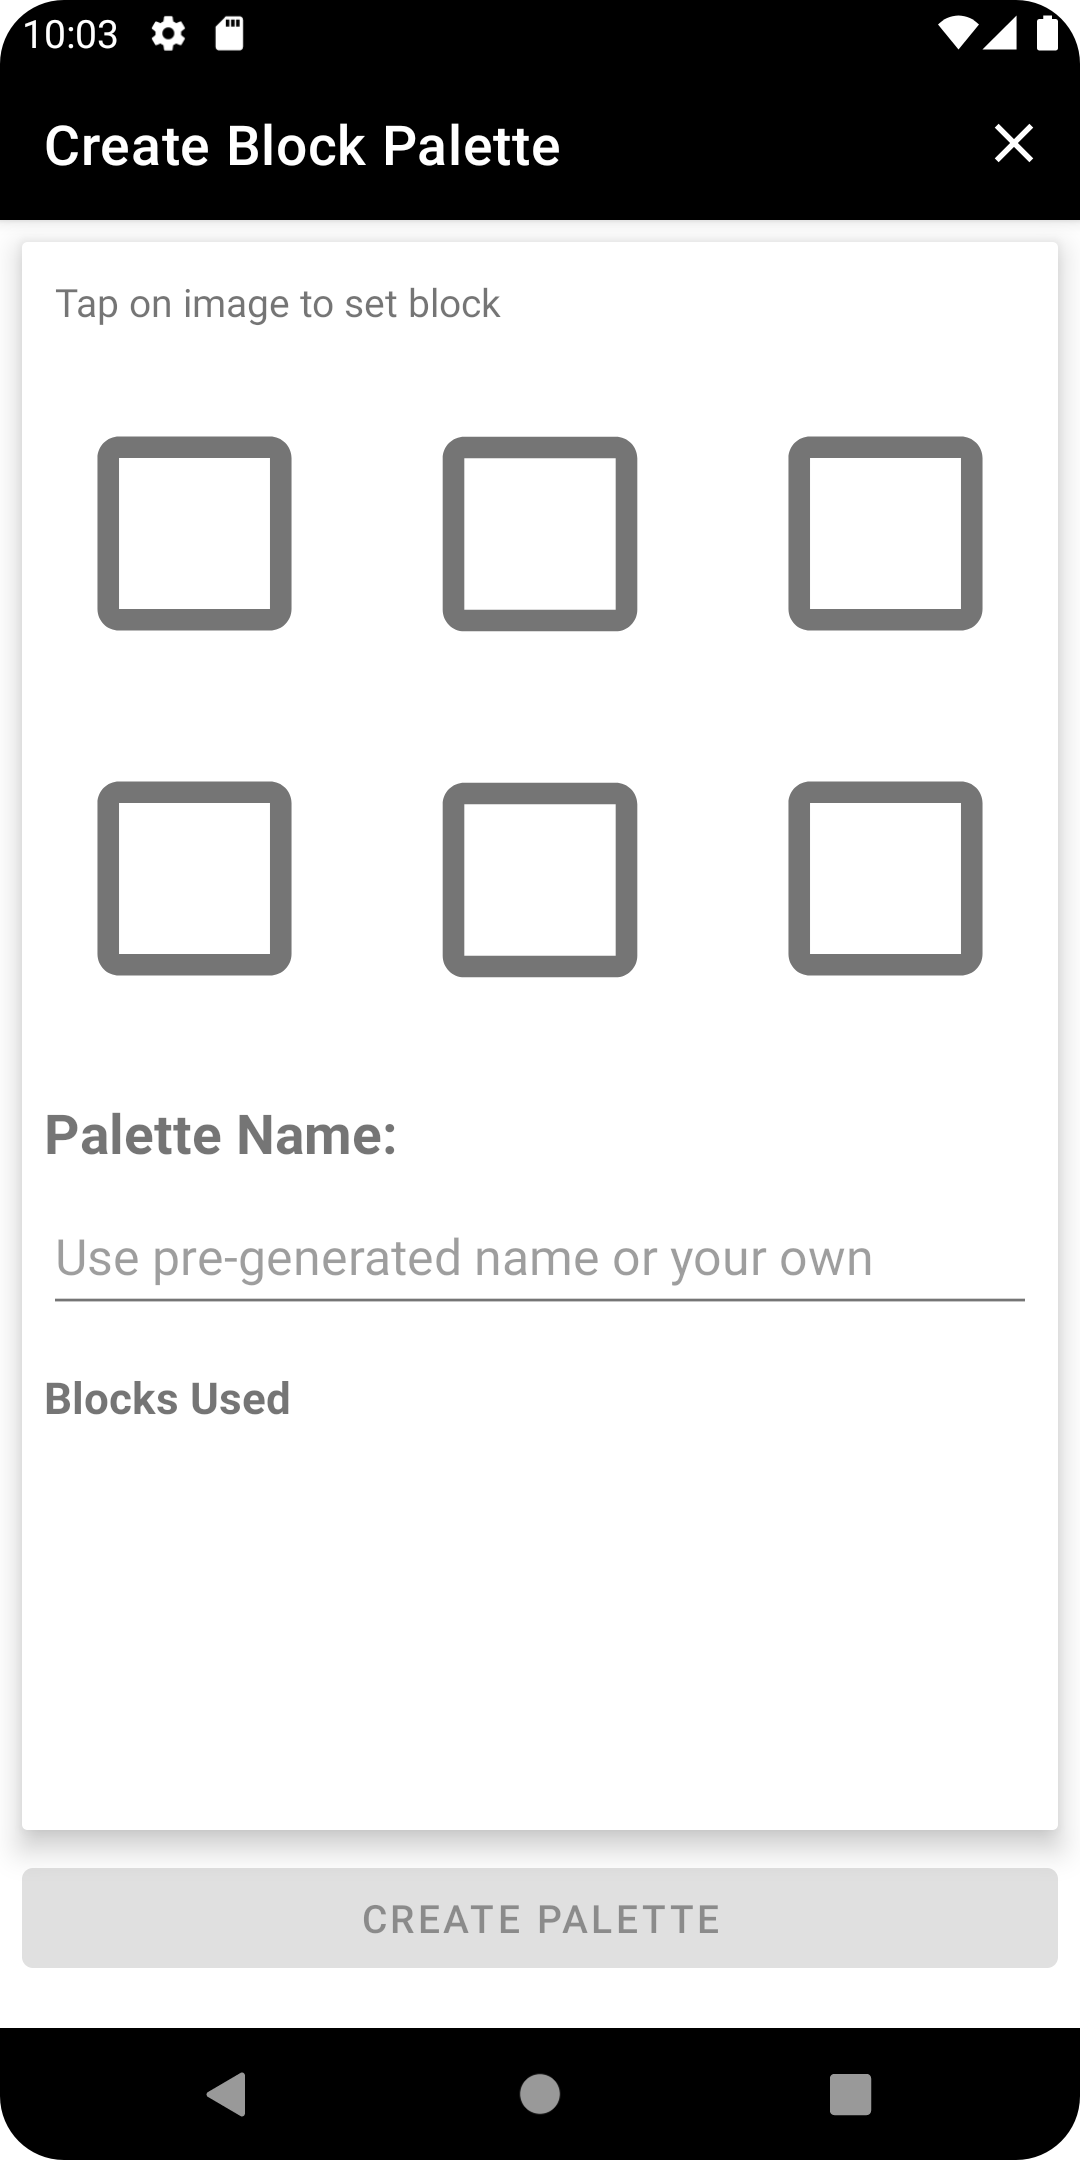 10:03
Create Block Palette
Tap on image to set block
Palette Name:
Use pre-generated name or your own
Blocks Used
CREATE PALETTE